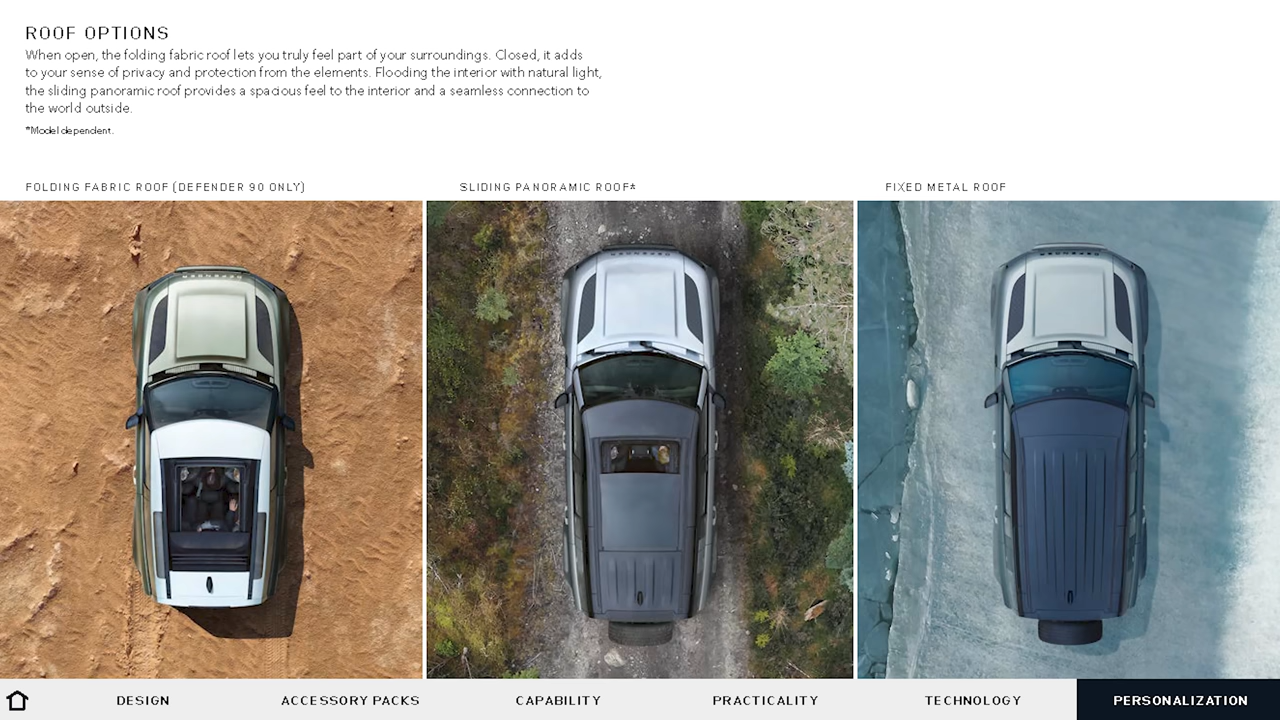 ROOF OPTIONS
When open, the folding fabric roof lets you truly feel part of your surroundings. Closed, it adds
to your sense of privacy and protection from the elements. Flooding the interior with natural light,
the sliding panoramic roof provides a spacious feel to the interior and a seamless connection to
the world outside.
*Model dependent.
FOLDING FABRIC ROOF (DEFENDER 90 ONLY)
SLIDING PANORAMIC ROOF*
FIXED METAL ROOF
DEFENDER
DEFENDER
DEFENDER
DESIGN
ACCESSORY PACKS
CAPABILITY
PRACTICALITY
TECHNOLOGY
PERSONALIZATION